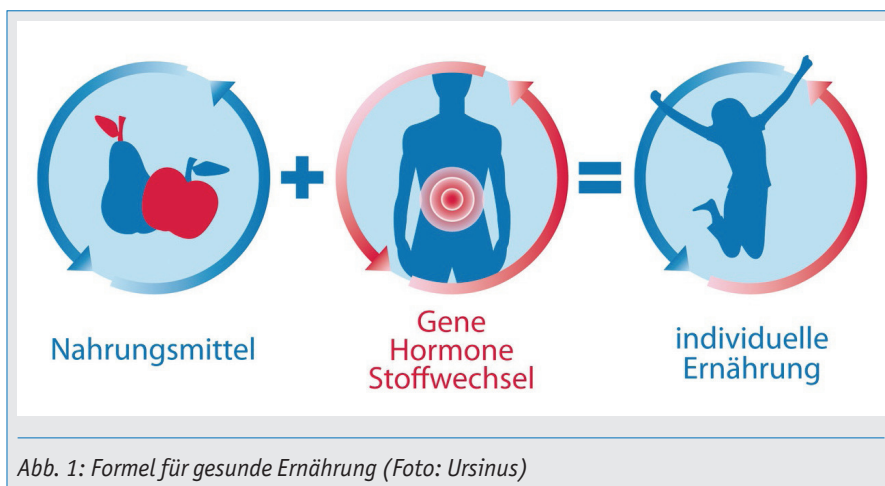 Nahrungsmittel
Gene
Hormone
Stoffwechsel
individuelle
Ernährung
Abb. 1: Formel für gesunde Ernährung (Foto: Ursinus)